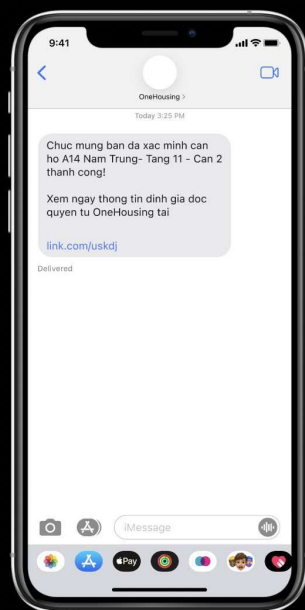 9:41
OneHousing >
Today 3:25 PM
Chuc mung ban da xac minh can
ho A14 Nam Trung- Tang 11 - Can 2
thanh cong!
Xem ngay thong tin dinh gia doc
quyen tu OneHousing tai
link.com/uskdj
Delivered
iMessage
Pay